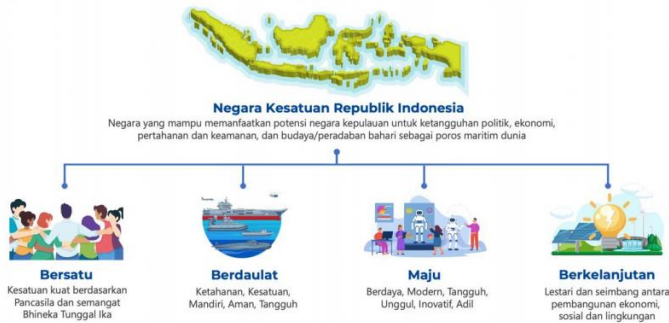 Negara Kesatuan Republik Indonesia
Negara yang mampu memanfaatkan potensi negara kepulauan untuk ketangguhan politik, ekonomi,
pertahanan dan keamanan, dan budaya/peradaban bahari sebagai poros maritim dunia
Bersatu
Kesatuan kuat berdasarkan
Pancasila dan semangat
Bhineka Tunggal Ika
Berdaulat
Ketahanan, Kesatuan,
Mandiri, Aman, Tangguh
Maju
Berdaya, Modern, Tangguh,
Unggul, Inovatif, Adil
Berkelanjutan
Lestari dan seimbang antara
pembangunan ekonomi,
sosial dan lingkungan